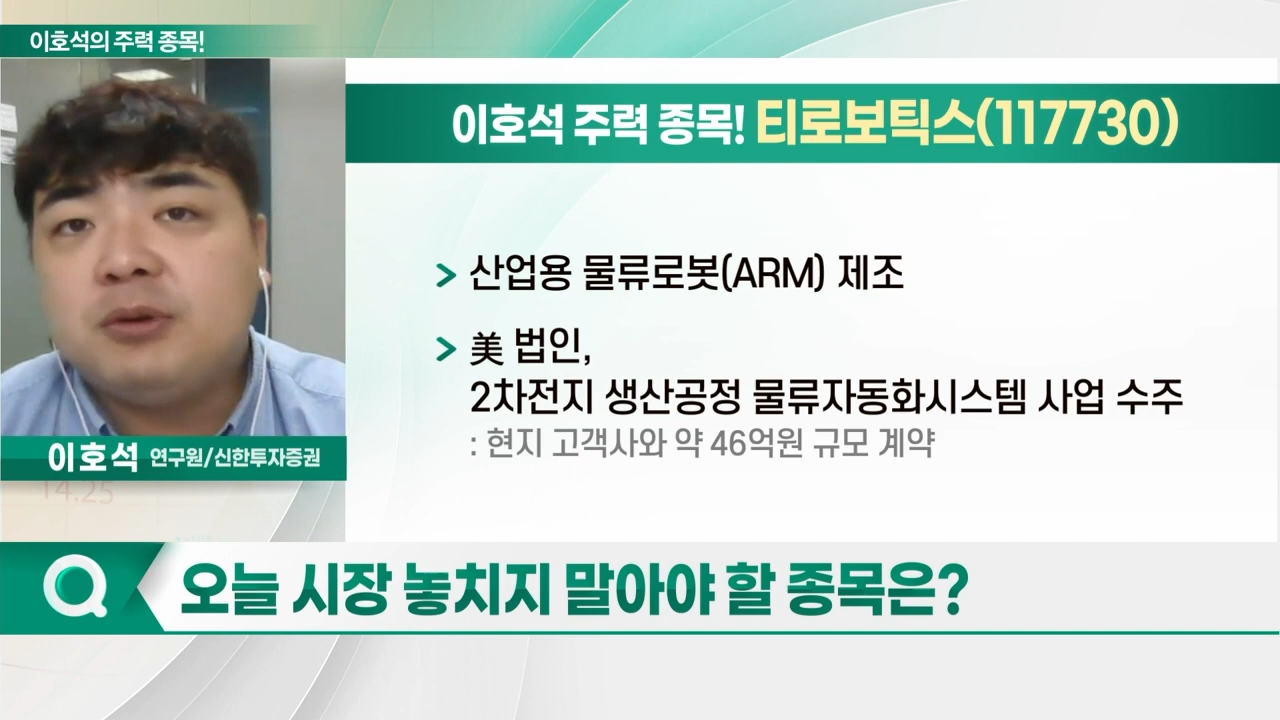 이호석의 주력 종목!
이호석 주력 종목! 티로보틱스(117730)
> 산업용 물류로봇(ARM) 제조
> 美 법인,
2차전지 생산공정 물류자동화시스템 사업 수주
: 현지 고객사와 약 46억원 규모 계약
이호석 연구원/신한투자증권
14.25
오늘 시장 놓치지 말아야 할 종목은?